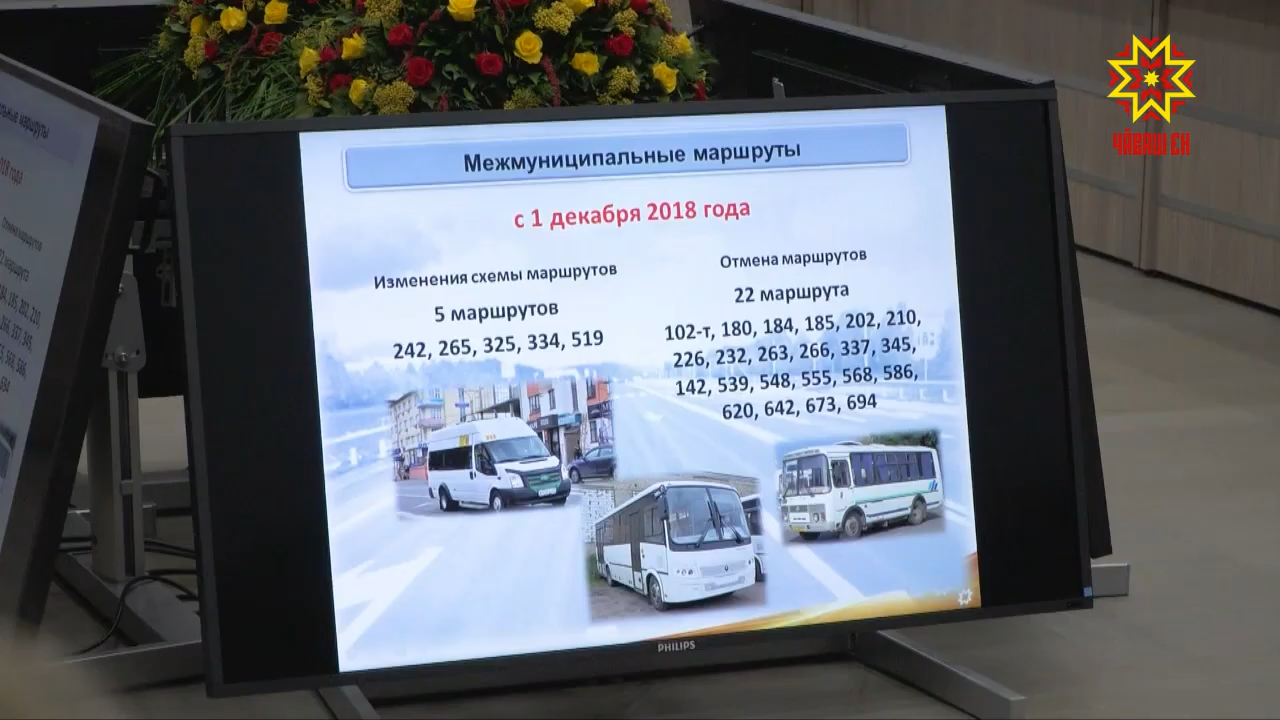 Межмуниципальные маршруты
с 1 декабря 2018 года
Изменения схемы маршрутов
5 маршрутов
242, 265, 325, 334, 519
Отмена маршрутов
22 маршрута
102-т, 180, 184, 185, 202, 210,
226, 232, 263, 266, 337, 345,
142, 539, 548, 555, 568, 586,
620, 642, 673, 694
PHILIPS
ЧӐВАШ ЕН